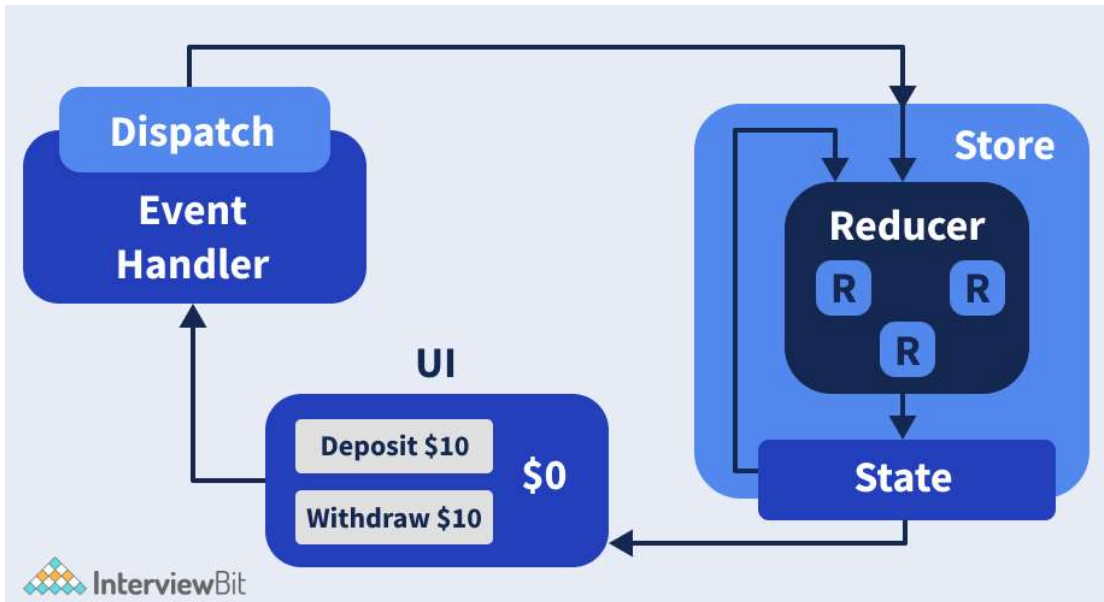 Dispatch
Event
Handler
Store
Reducer
R
R
R
UI
Deposit $10
$0
Withdraw $10
State
InterviewBit